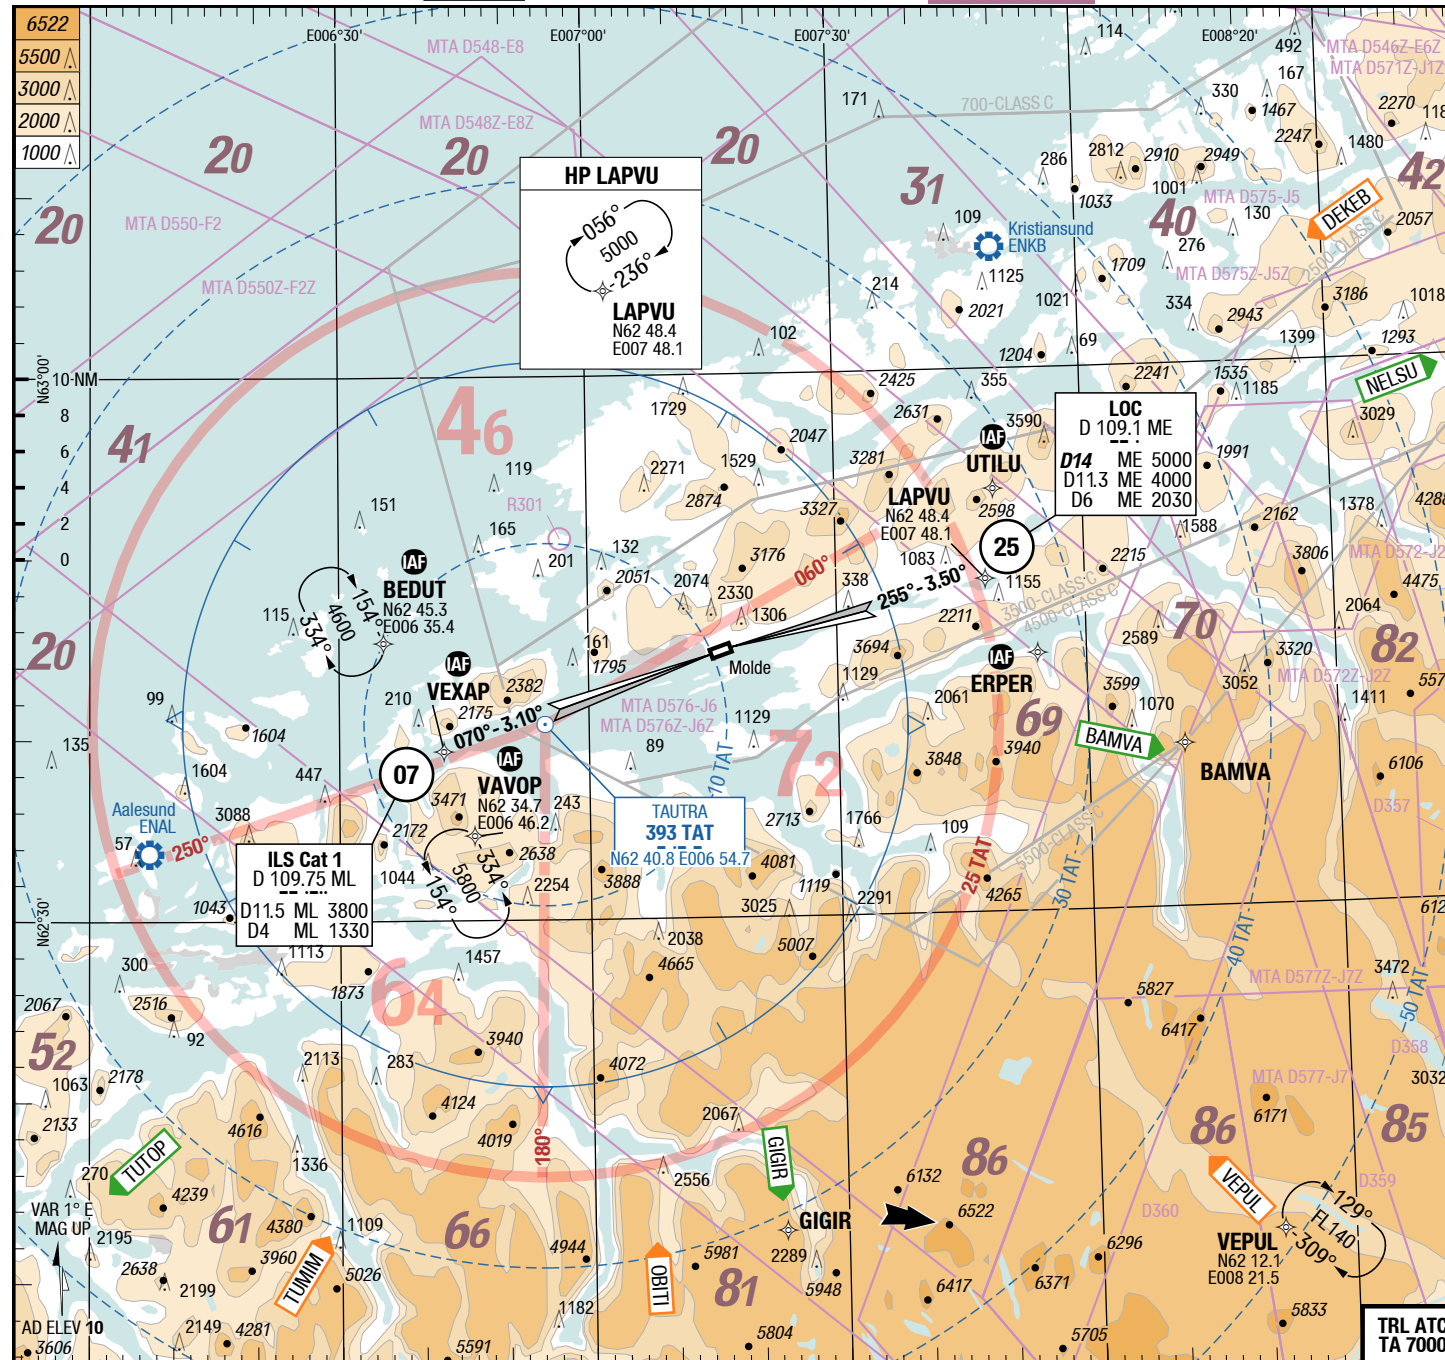 6522
5500
3000
2000
1000
E006°30'
E007°00'
E007°30'
E008°20'
MTA D548-E8
MTA D548Z-E8Z
MTA D550-F2
MTA D550Z-F2Z
MTA D546Z-E6Z
MTA D571Z-J1Z
700-CLASS C
114
492
167
330
1467
2270
118
2247
1480
171
20
20
20
20
31
42
40
286
2812
2910
2949
1033
1001
MTA D575-J5
130
DEKEB
2057
2500-CLASS C
276
MTA D575Z-J5Z
109
Kristiansund
ENKB
1125
1709
1021
334
2943
3186
1018
1399
1293
214
2021
69
1204
102
HP LAPVU
056°
5000
236°
LAPVU
N62 48.4
E007 48.1
N63°00'
10-NM
8
6
4
2
0
2425
355
2241
1535
1185
NELSU
3029
1729
2631
3590
46
41
2047
3281
IAF
UTILU
2598
LOC
D 109.1 ME
D14 ME 5000
D11.3 ME 4000
D6 ME 2030
1991
1378
4288
2271
1529
2874
119
R301
151
165
201
132
3327
LAPVU
N62 48.4
E007 48.1
25
1083
1155
2215
1588
2162
3806
MTA D572-J2
4475
2064
3176
060°
338
255°-3.50°
2051
2074
2330
1306
3500-CLASS C
4500-CLASS C
2211
2589
70
82
IAF
BEDUT
N62 45.3
E006 35.4
154°
4600
334°
115
20
161
1795
Molde
3694
1129
IAF
ERPER
3320
3052
MTA D572Z-J2Z
1411
557
IAF
VEXAP
2382
2175
210
070°-3.10°
MTA D576-J6
MTA D576Z-J6Z
1129
89
2061
69
3599
1070
BAMVA
BAMVA
99
1604
135
1604
447
07
IAF
VAVOP
N62 34.7
E006 46.2
243
10 TAT
72
3848
3940
6106
D357
Aalesund
ENAL
57
3088
250°
3471
2172
334°
5800
154°
2638
2254
TAUTRA
393 TAT
N62 40.8 E006 54.7
3888
4081
2713
1766
109
1119
2291
25 TAT
4265
5500-CLASS C
30 TAT
ILS Cat 1
D 109.75 ML
D11.5 ML 3800
D4 ML 1330
1044
1043
N62°30'
3025
5007
2038
4665
40 TAT
612
1113
300
1457
1873
64
2067
2516
92
52
3940
4072
283
2113
1063
2178
2133
4124
4019
4616
MTA D577Z-J7Z
3472
50 TAT
5827
6417
D358
3032
MTA D577-J7
6171
86
85
2067
GIGIR
GIGIR
2556
86
6132
6522
180°
270
TUTOP
VAR 1° E
MAG UP
2195
4239
61
1336
4380
1109
3960
TUMIM
5026
66
4944
OBITI
5981
81
2289
5948
6417
6371
6296
D360
D359
VEPUL
VEPUL
N62 12.1
E008 21.5
129°
FL140
309°
2638
2199
AD ELEV 10
3606
2149
4281
5591
1182
5804
5705
5833
TRL ATC
TA 7000